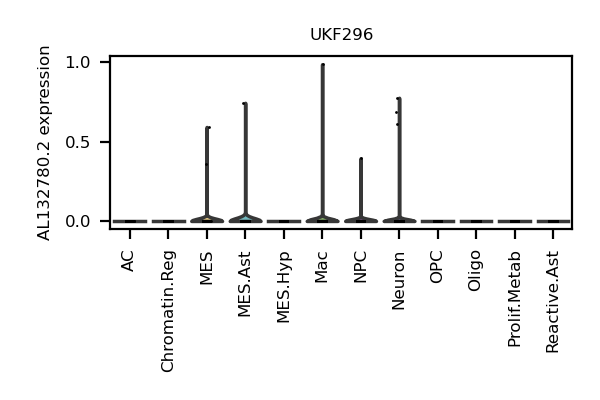 UKF296
AL132780.2 expression
1.0
0.5
0.0
AC
Chromatin.Reg
MES
MES.Ast
MES.Hyp
Mac
NPC
Neuron
OPC
Oligo
Prolif.Metab
Reactive.Ast